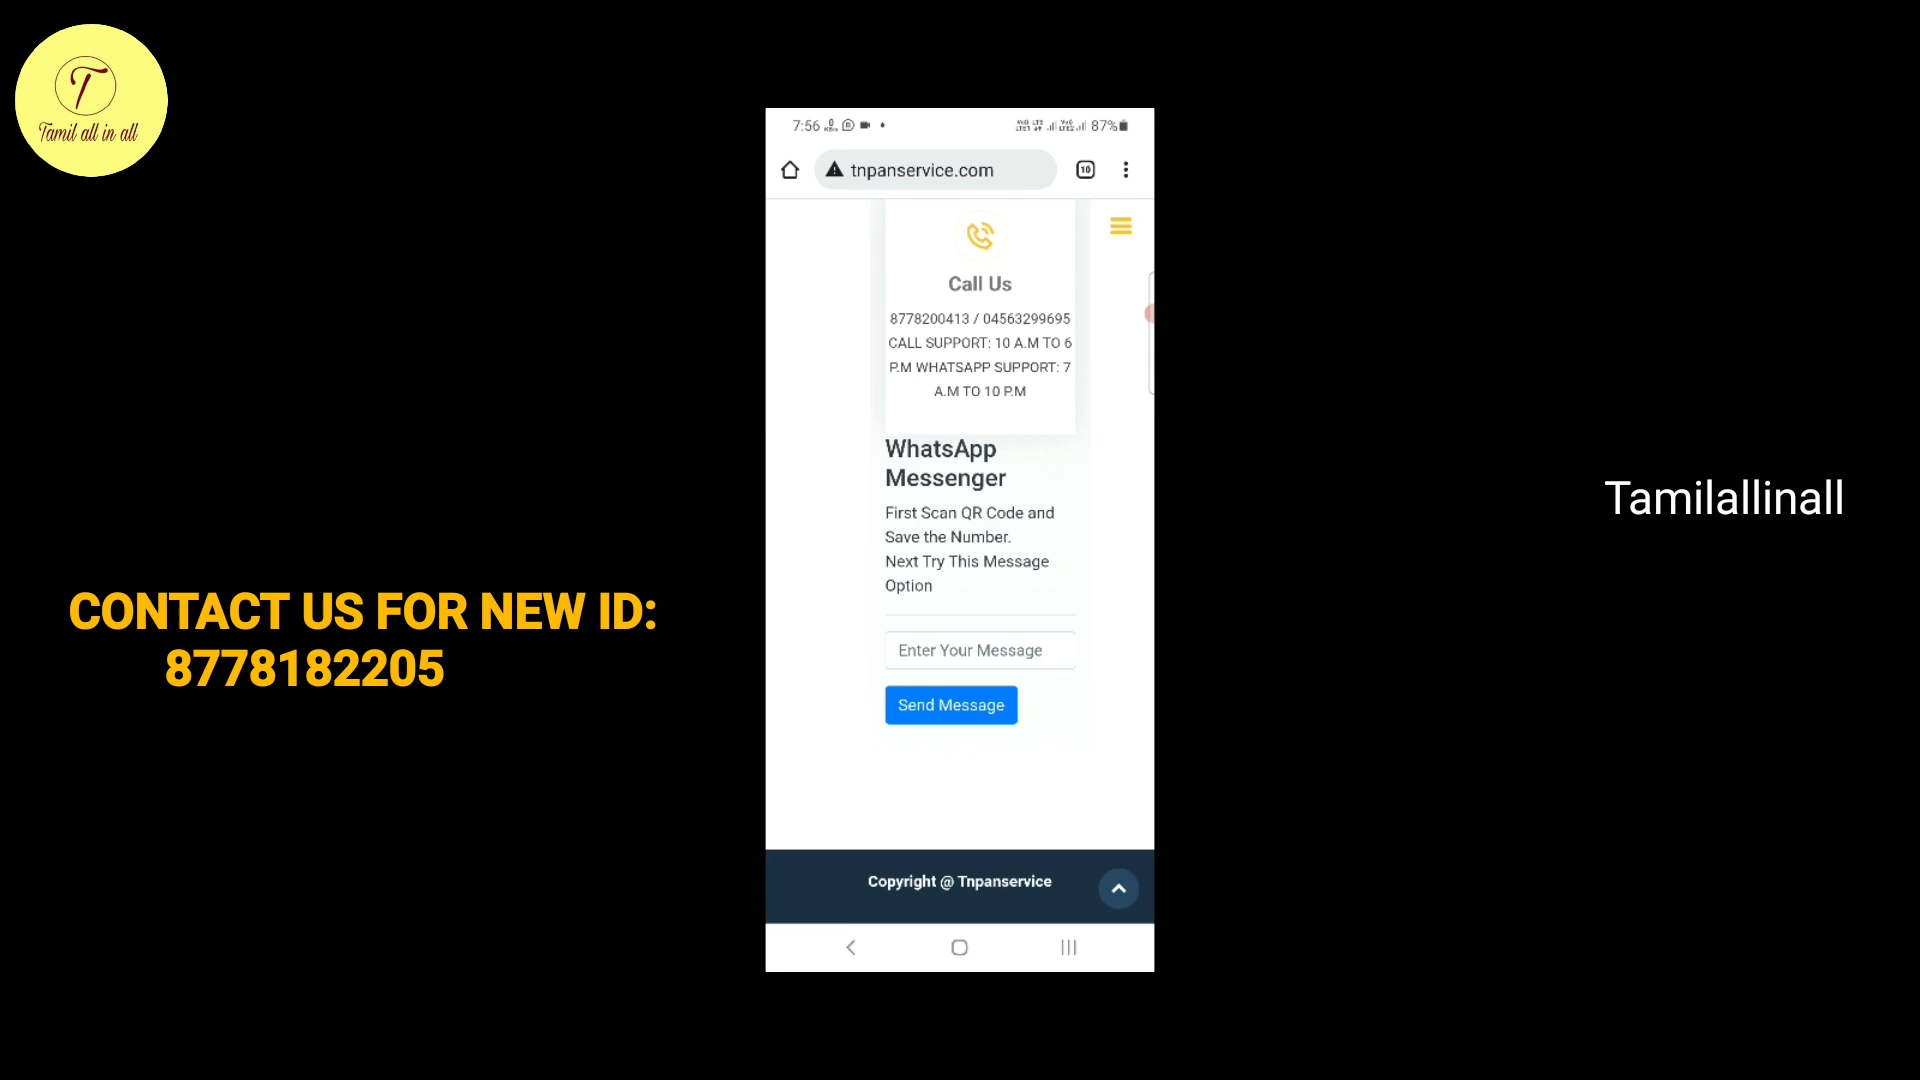 T
Tamil all in all
7:56
87%
tnpanservice.com
10
Call Us
8778200413 / 04563299695
CALL SUPPORT: 10 A.M TO 6
P.M WHATSAPP SUPPORT: 7
A.M TO 10 P.M
WhatsApp
Messenger
First Scan QR Code and
Save the Number.
Next Try This Message
Option
Enter Your Message
Send Message
Copyright @ Tnpanservice
CONTACT US FOR NEW ID:
8778182205
Tamilallinall